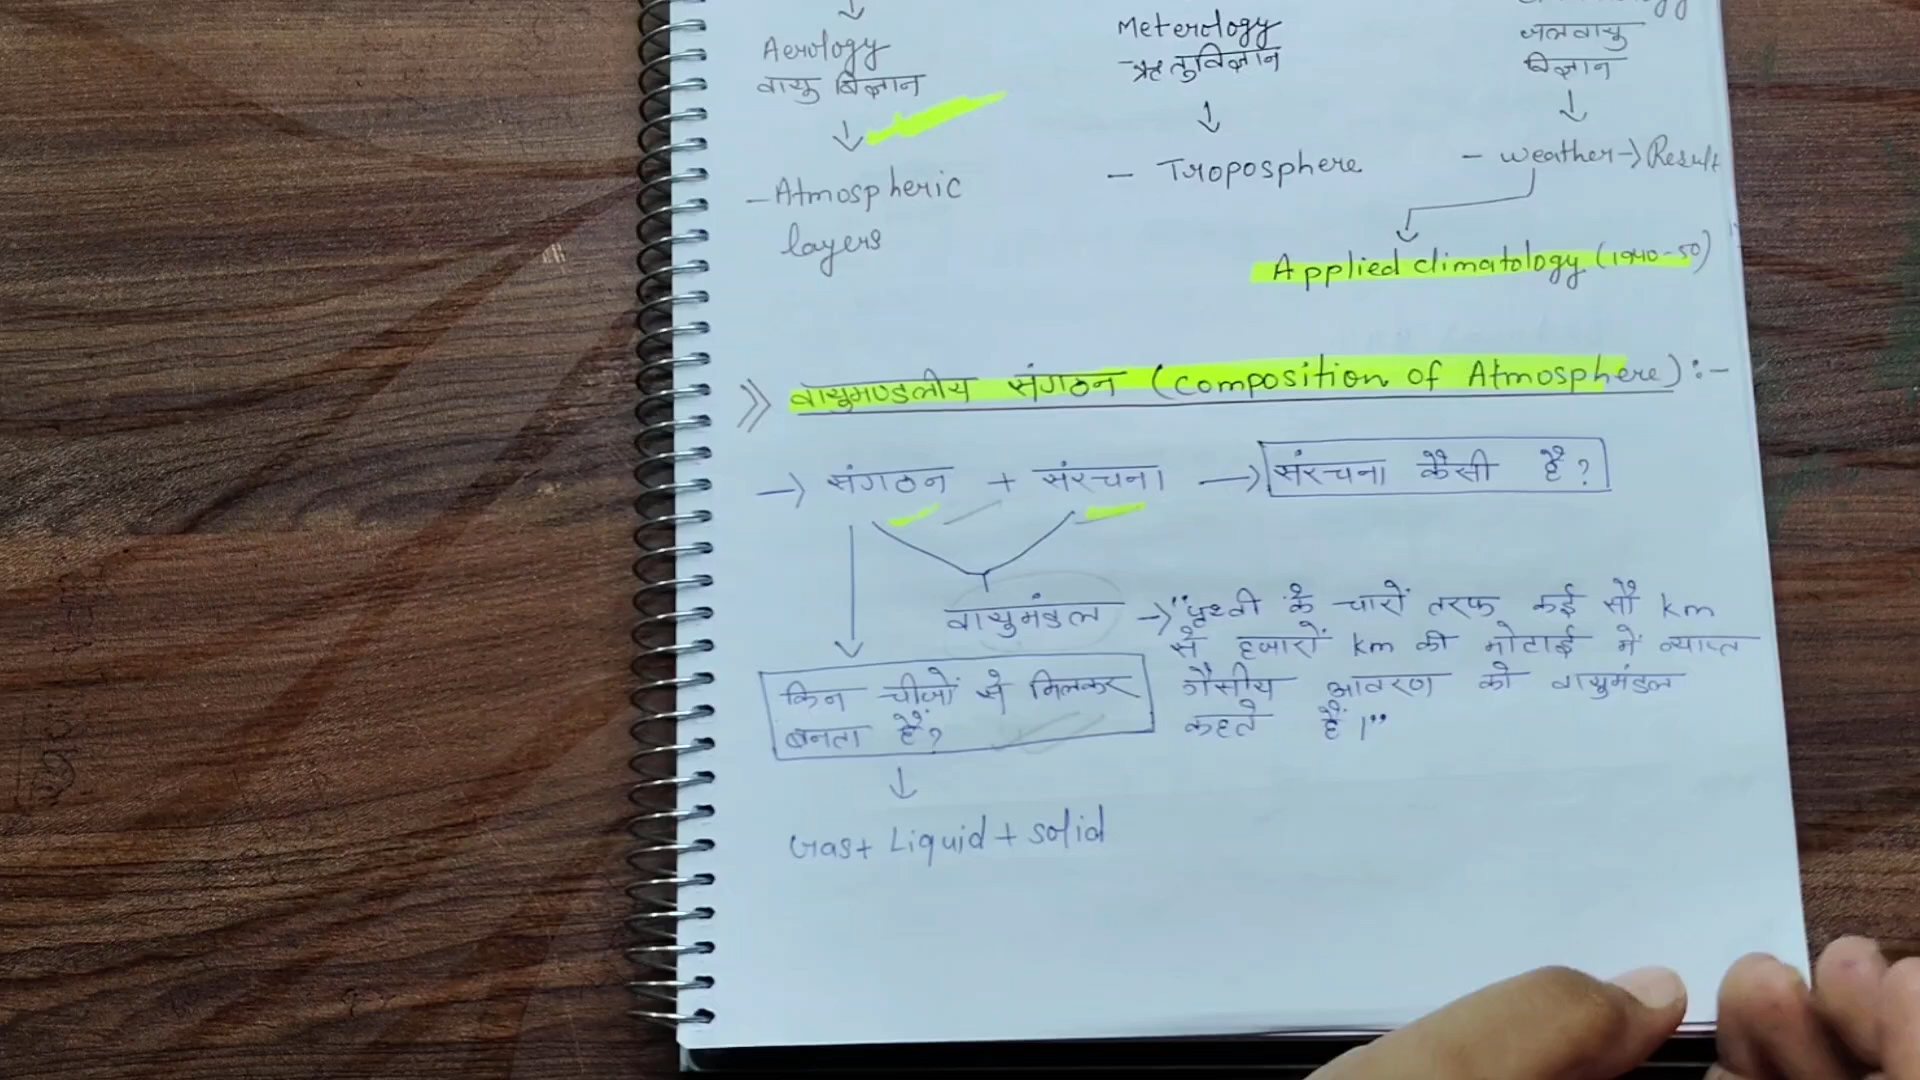 Aerology
वायु विज्ञान
- Atmospheric
layers
Meterology
ऋतुविज्ञान
- Troposphere
जलवायु
विज्ञान
- weather → Result
Applied climatology (1940-50)
» वायुमण्डलीय संगठन (composition of Atmosphere) :-
→ संगठन + संरचना → संरचना कैसी है ?
वायुमंडल → "पृथ्वी के चारों तरफ कई सौ km
से हजारों km की मोटाई में व्याप्त
गैसीय आवरण को वायुमंडल
कहते हैं।"
किन चीजों से मिलकर
बनता है?
Gas + Liquid + solid